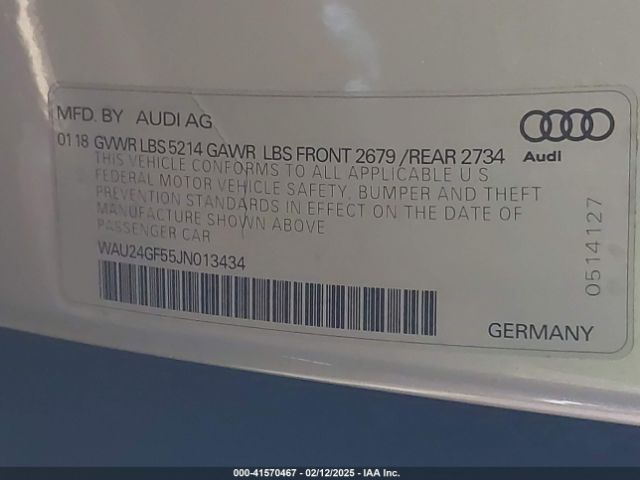 MFD. BY AUDI AG
01 18 GVWR LBS 5214 GAWR LBS FRONT 2679 /REAR 2734
THIS VEHICLE CONFORMS TO ALL APPLICABLE U S
FEDERAL MOTOR VEHICLE SAFETY, BUMPER AND THEFT
PREVENTION STANDARDS IN EFFECT ON THE DATE OF
MANUFACTURE SHOWN ABOVE
PASSENGER CAR
WAU24GF55JN013434
Audi
0514127
GERMANY
000-41570467 - 02/12/2025 - IAA Inc.